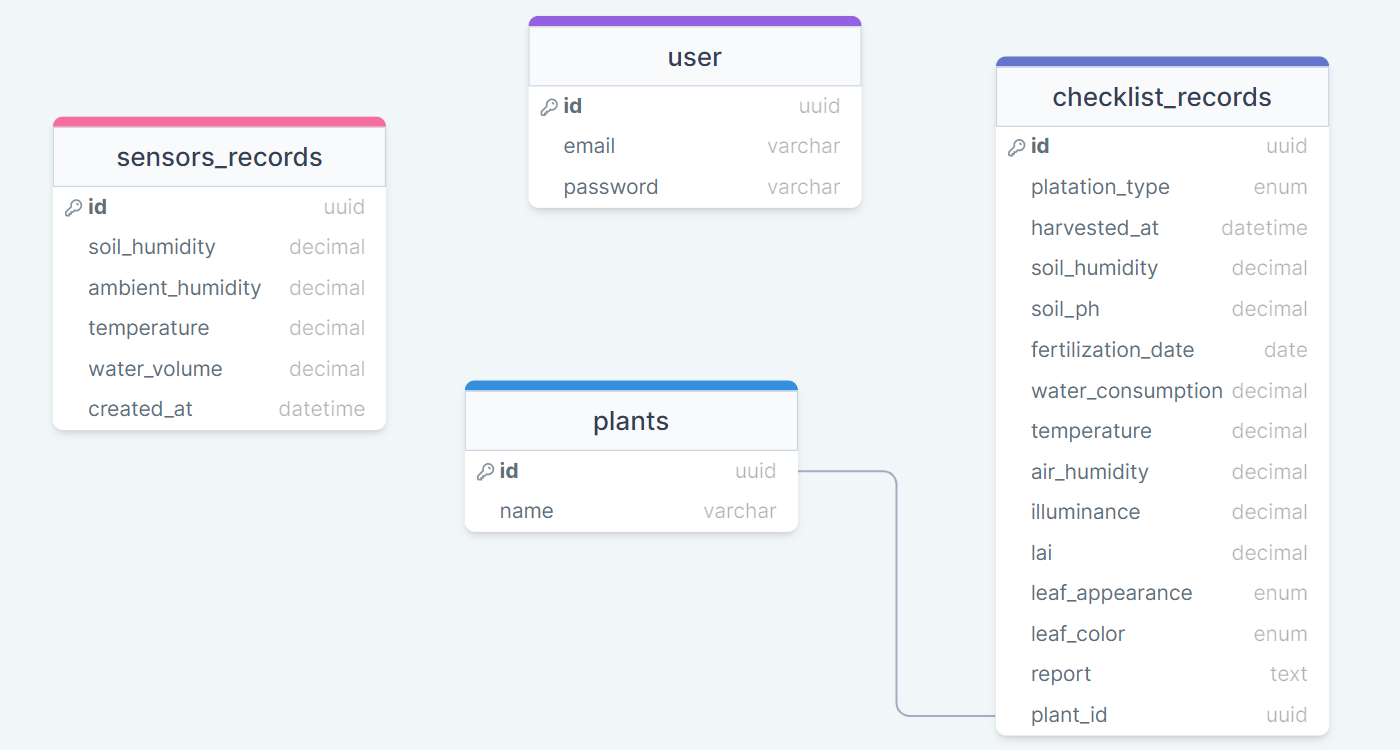 sensors_records
id uuid
soil_humidity decimal
ambient_humidity decimal
temperature decimal
water_volume decimal
created_at datetime
user
id uuid
email varchar
password varchar
plants
id uuid
name varchar
checklist_records
id uuid
platation_type enum
harvested_at datetime
soil_humidity decimal
soil_ph decimal
fertilization_date date
water_consumption decimal
temperature decimal
air_humidity decimal
illuminance decimal
lai decimal
leaf_appearance enum
leaf_color enum
report text
plant_id uuid